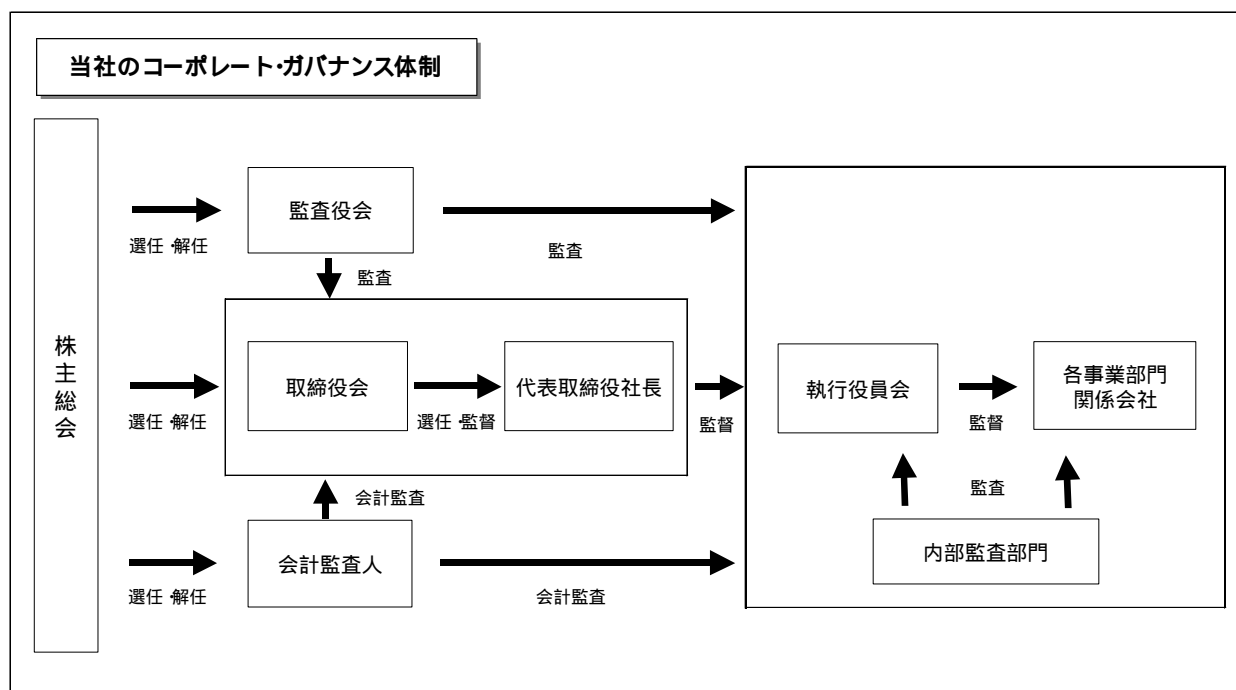 当社のコーポレート・ガバナンス体制
株主総会
選任・解任
監査役会
監査
監査
選任・解任
取締役会
選任・監督
代表取締役社長
監督
執行役員会
監督
各事業部門
関係会社
監査
内部監査部門
会計監査
選任・解任
会計監査人
会計監査